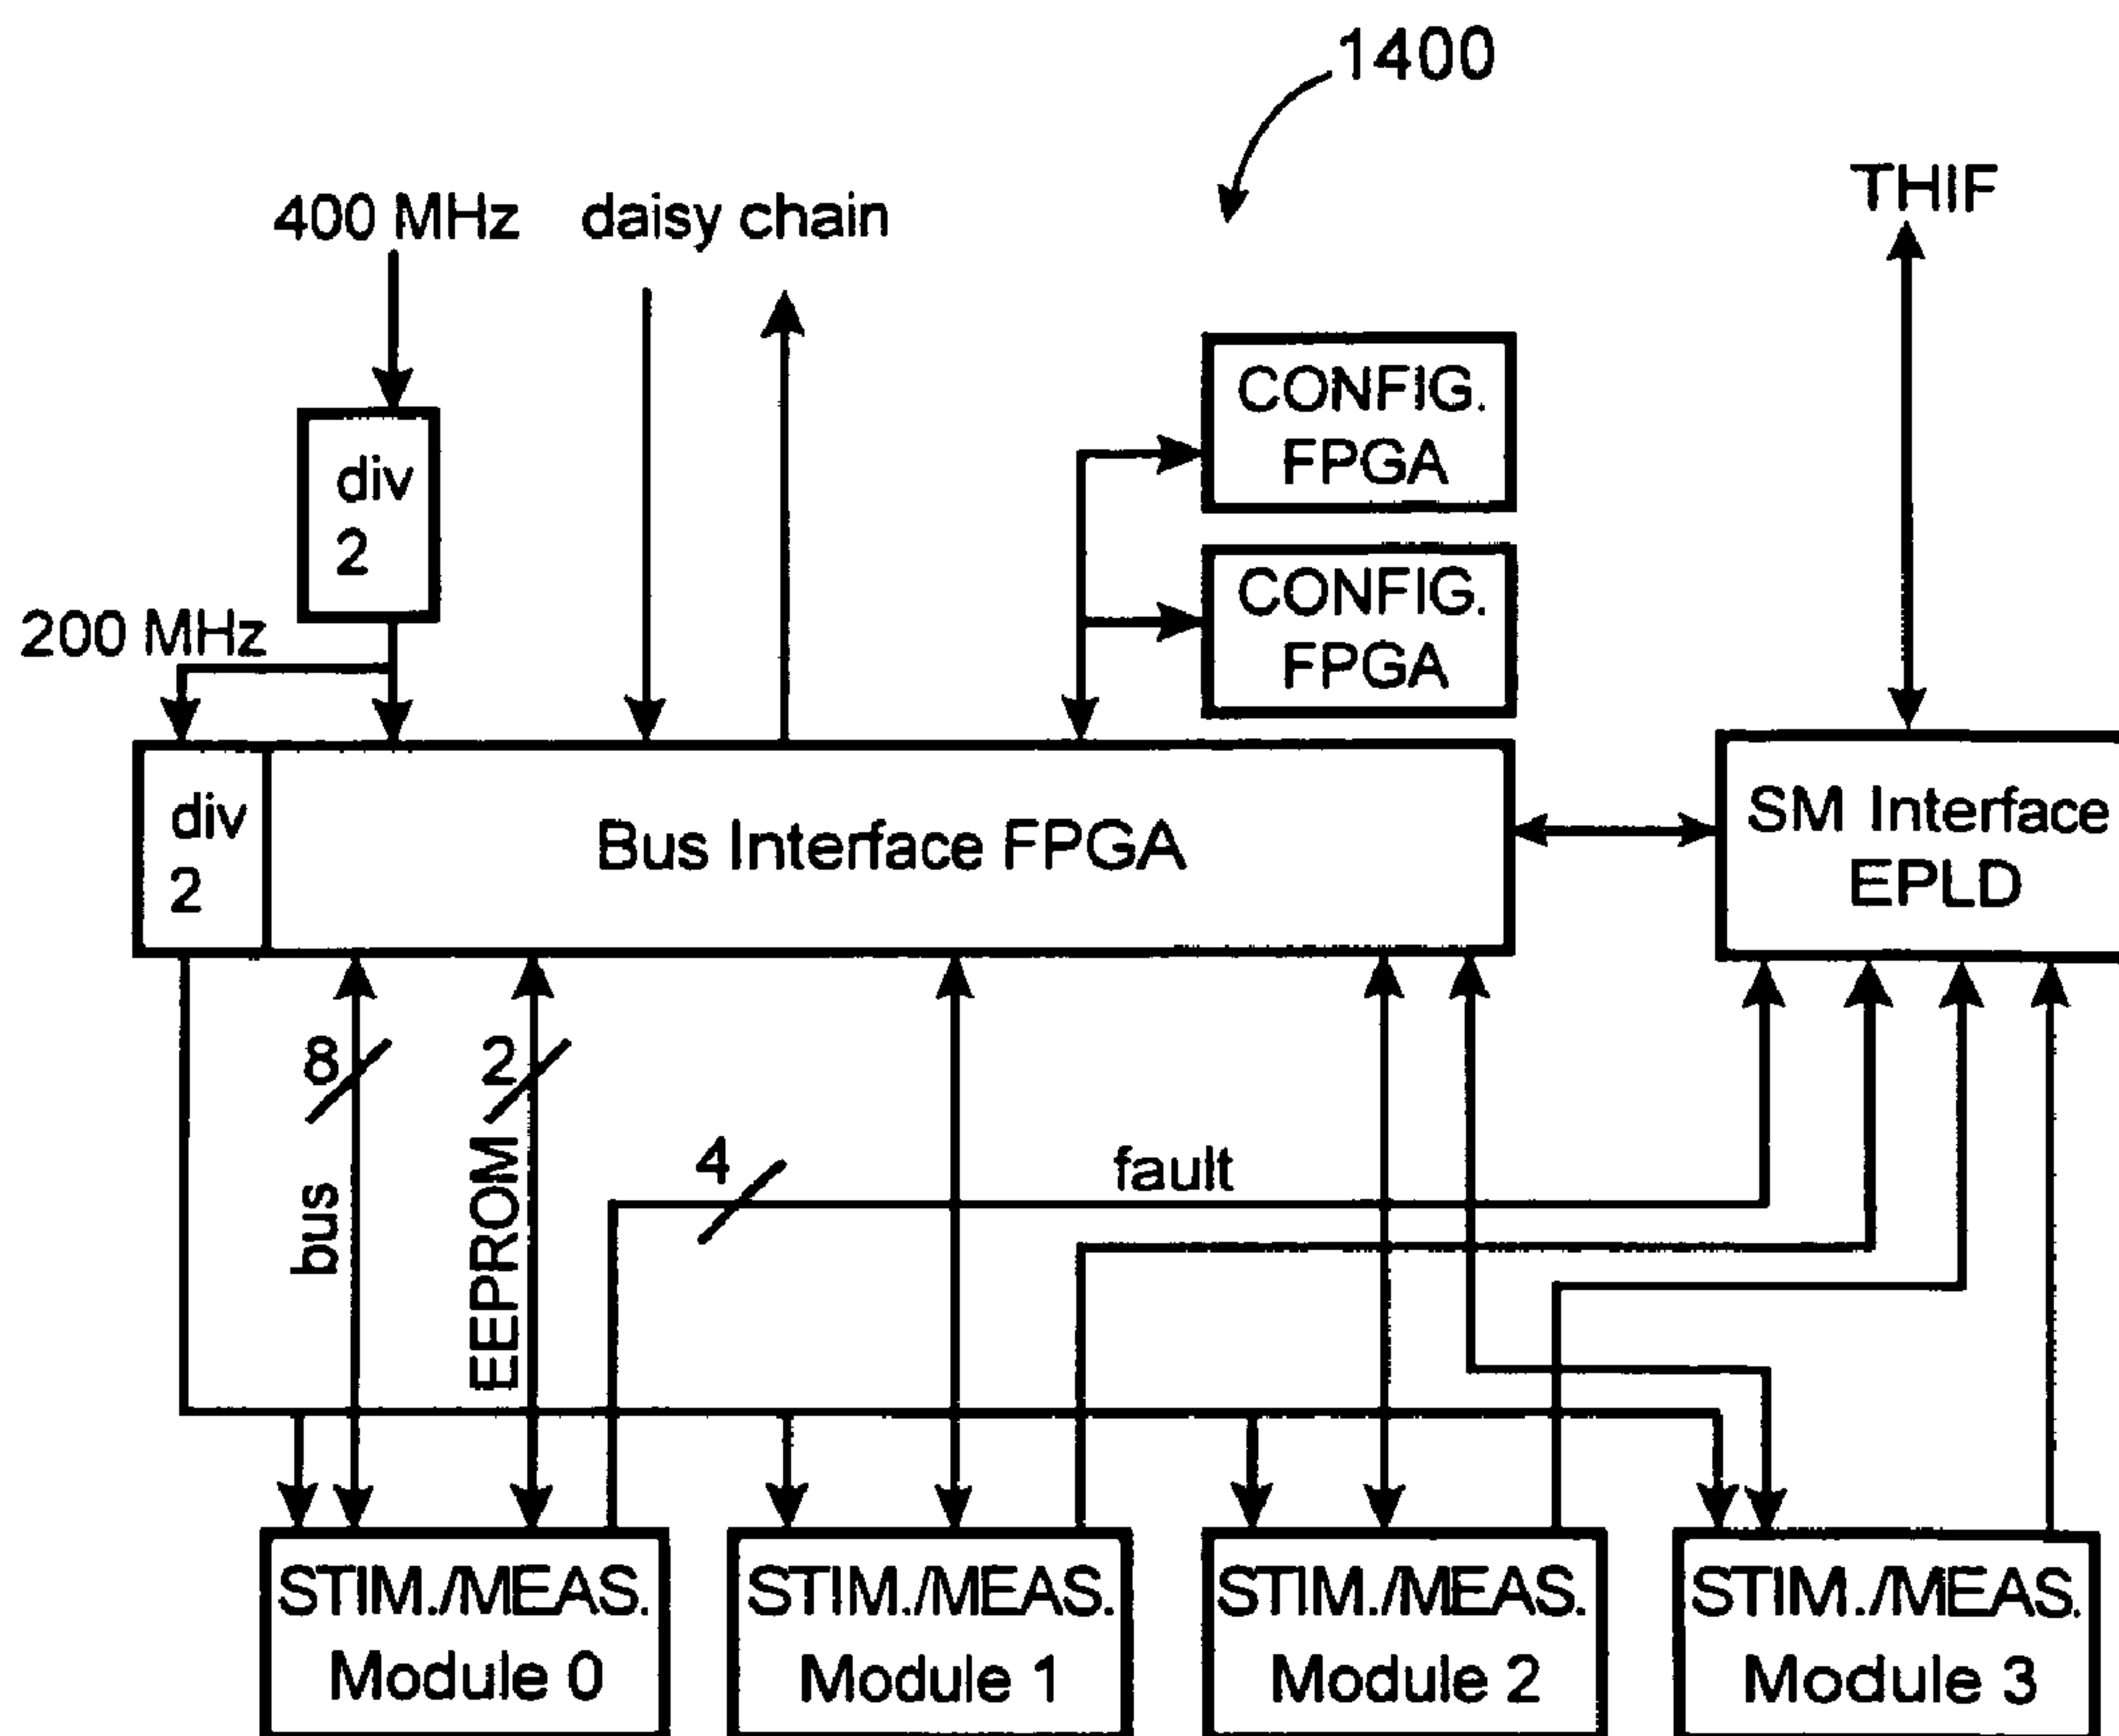 1400
THIF
400 MHz
daisy chain
CONFIG.
FPGA
div
2
CONFIG.
FPGA
200 MHz
div
2
Bus Interface FPGA
SM Interface
EPLD
8
2
4
fault
bus
EEPROM
STIM./MEAS.
Module 0
STIM./MEAS.
Module 1
STIM./MEAS.
Module 2
STIM./MEAS.
Module 3